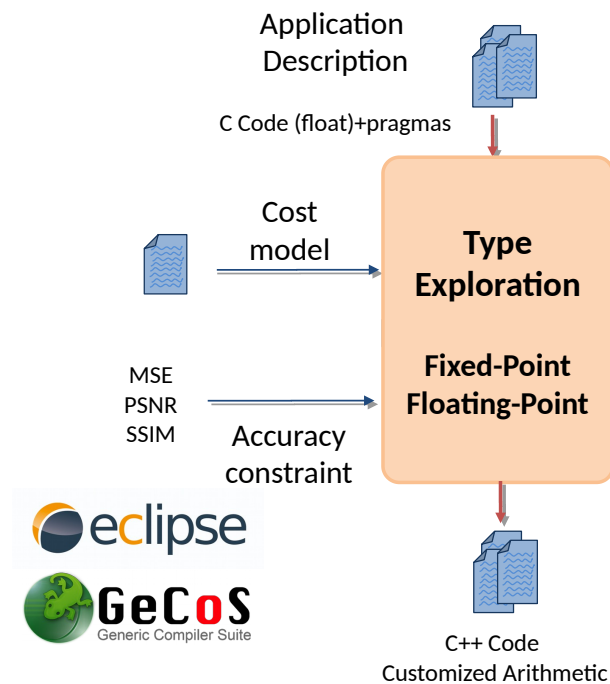 Application
Description
C Code (float)+pragmas
Cost
model
Type
Exploration
Fixed-Point
Floating-Point
MSE
PSNR
SSIM
Accuracy
constraint
eclipse
GeCoS
Generic Compiler Suite
C++ Code
Customized Arithmetic